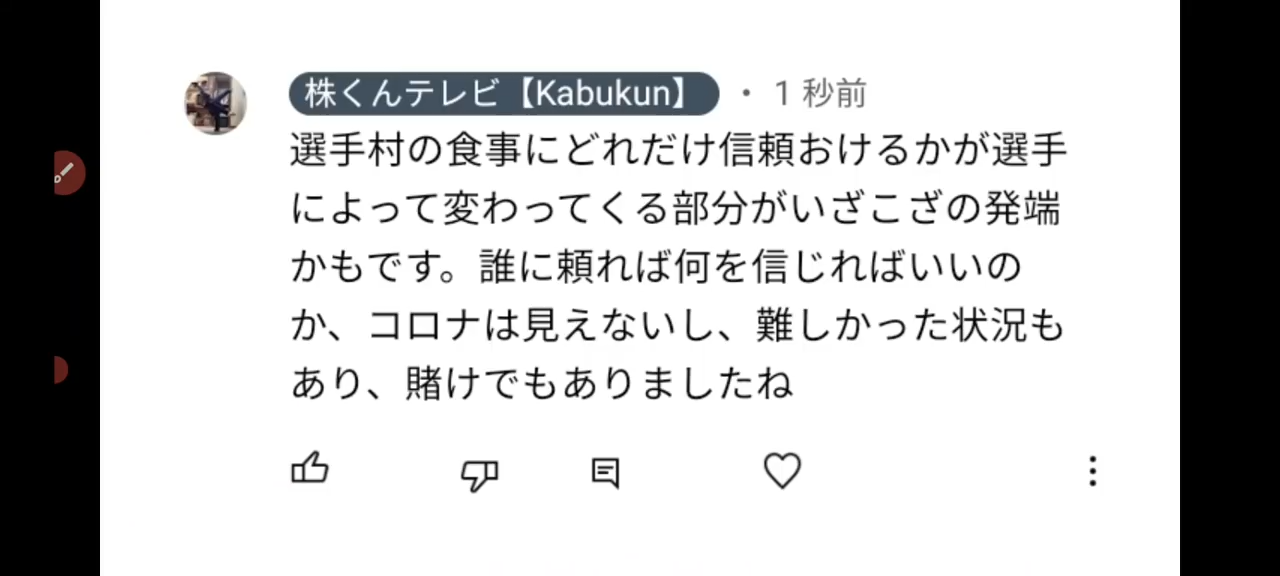 株くんテレビ【Kabukun】 ・ 1 秒前
選手村の食事にどれだけ信頼おけるかが選手
によって変わってくる部分がいざこざの発端
かもです。誰に頼れば何を信じればいいの
か、コロナは見えないし、難しかった状況も
あり、賭けでもありましたね